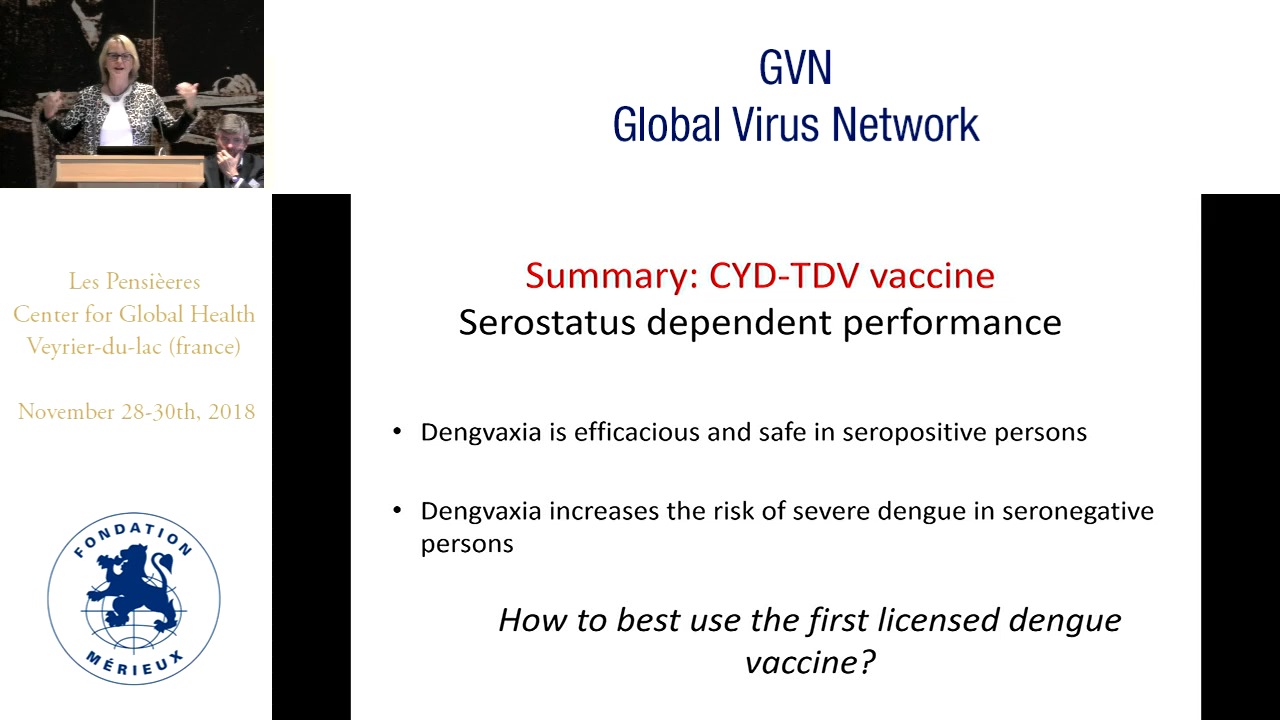 GVN
Global Virus Network
Les Pensièeres
Center for Global Health
Veyrier-du-lac (france)
November 28-30th, 2018
FONDATION
MÉRIEUX
Summary: CYD-TDV vaccine
Serostatus dependent performance
• Dengvaxia is efficacious and safe in seropositive persons
• Dengvaxia increases the risk of severe dengue in seronegative
persons
How to best use the first licensed dengue
vaccine?